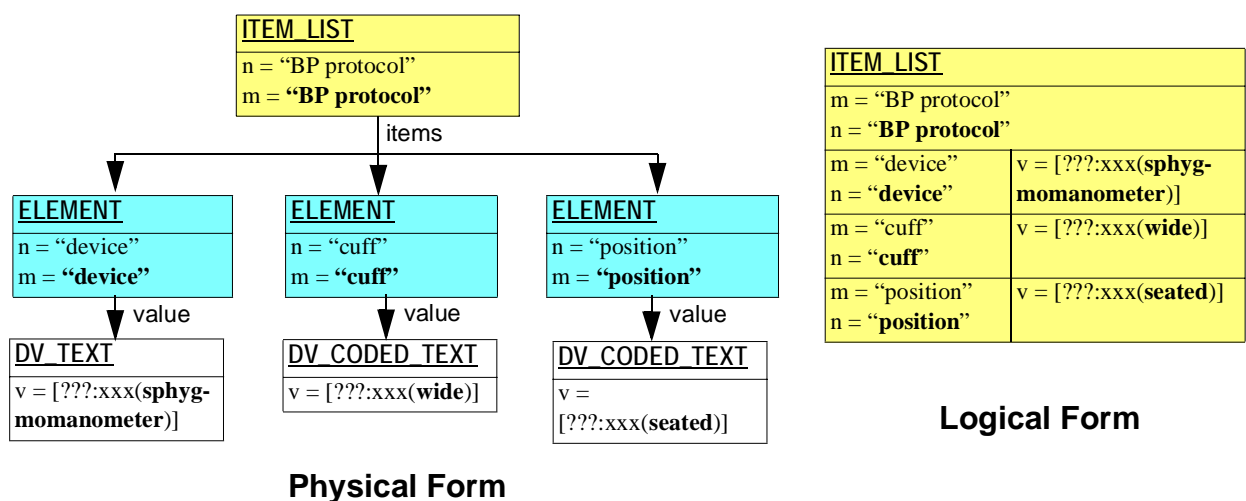 ITEM_LIST
n = “BP protocol”
m = “BP protocol”
items
ELEMENT
n = “device”
m = “device”
ELEMENT
n = “cuff”
m = “cuff”
ELEMENT
n = “position”
m = “position”
value
value
value
DV_TEXT
v = [???:xxx(sphyg-
momanometer)]
DV_CODED_TEXT
v = [???:xxx(wide)]
DV_CODED_TEXT
v =
[???:xxx(seated)]
Physical Form
ITEM_LIST
m = “BP protocol”
n = “BP protocol”
m = “device”
n = “device”
v = [???:xxx(sphyg-
momanometer)]
m = “cuff”
n = “cuff”
v = [???:xxx(wide)]
m = “position”
n = “position”
v = [???:xxx(seated)]
Logical Form